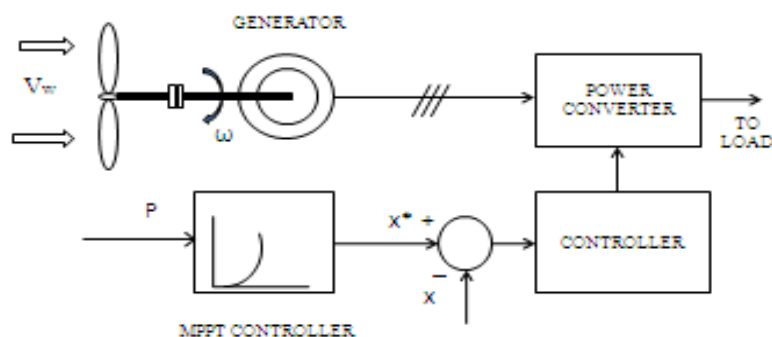 GENERATOR
Vw
ω
POWER
CONVERTER
TO
LOAD
P
x* +
−
x
CONTROLLER
MPPT CONTROLLER